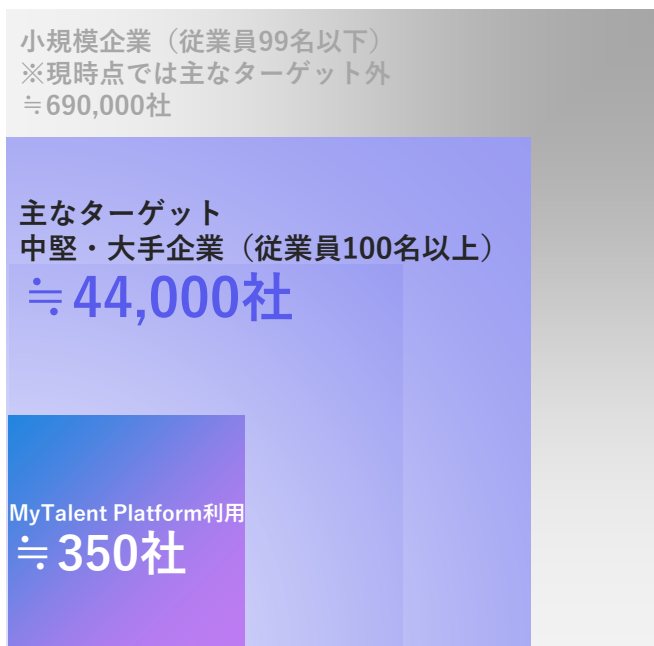 小規模企業（従業員99名以下）
※現時点では主なターゲット外
≒690,000社
主なターゲット
中堅・大手企業（従業員100名以上）
≒44,000社
MyTalent Platform利用
≒350社